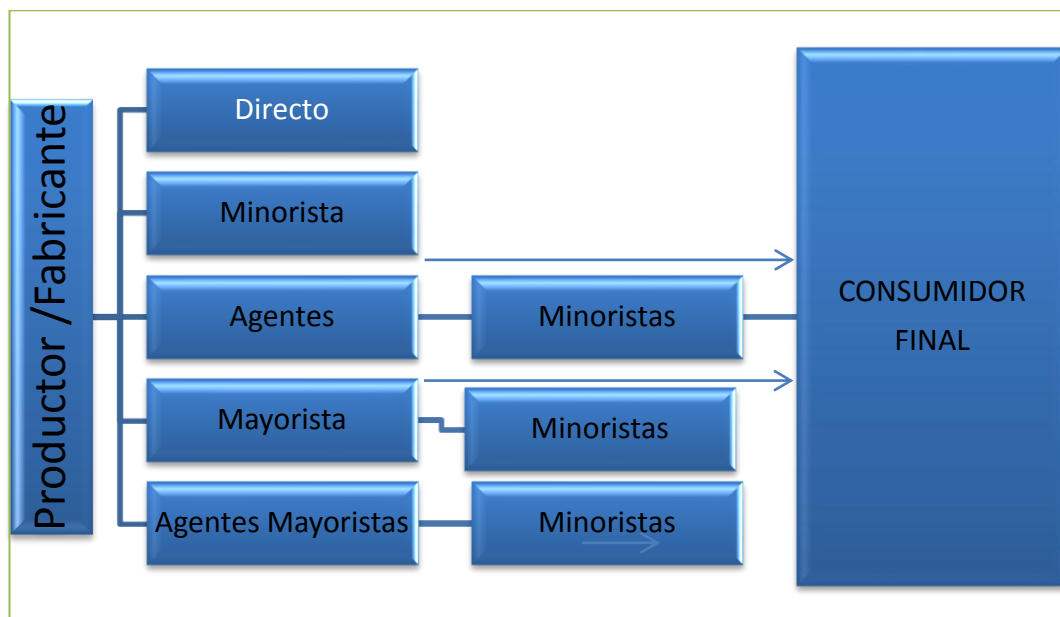 Productor /Fabricante
Directo
Minorista
Agentes
Minoristas
Mayorista
Minoristas
Agentes Mayoristas
Minoristas
CONSUMIDOR
FINAL